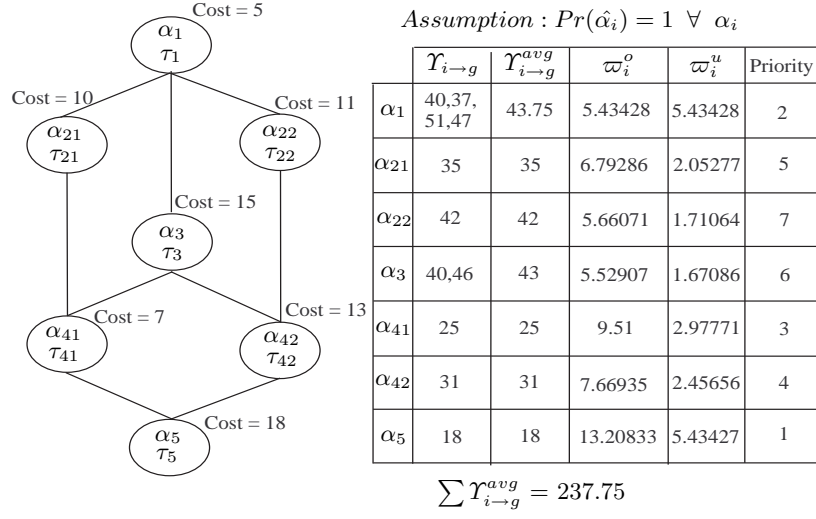 Cost = 5
α1
τ1
Cost = 10
Cost = 11
α21
τ21
α22
τ22
Cost = 15
α3
τ3
Cost = 7
Cost = 13
α41
τ41
α42
τ42
Cost = 18
α5
τ5
Assumption : Pr(α̂i) = 1 ∀ αi
ϒi→g ϒavg i→g ϖo i ϖu i Priority
α1 40,37, 51,47 43.75 5.43428 5.43428 2
α21 35 35 6.79286 2.05277 5
α22 42 42 5.66071 1.71064 7
α3 40,46 43 5.52907 1.67086 6
α41 25 25 9.51 2.97771 3
α42 31 31 7.66935 2.45656 4
α5 18 18 13.20833 5.43427 1
∑ ϒavg i→g = 237.75